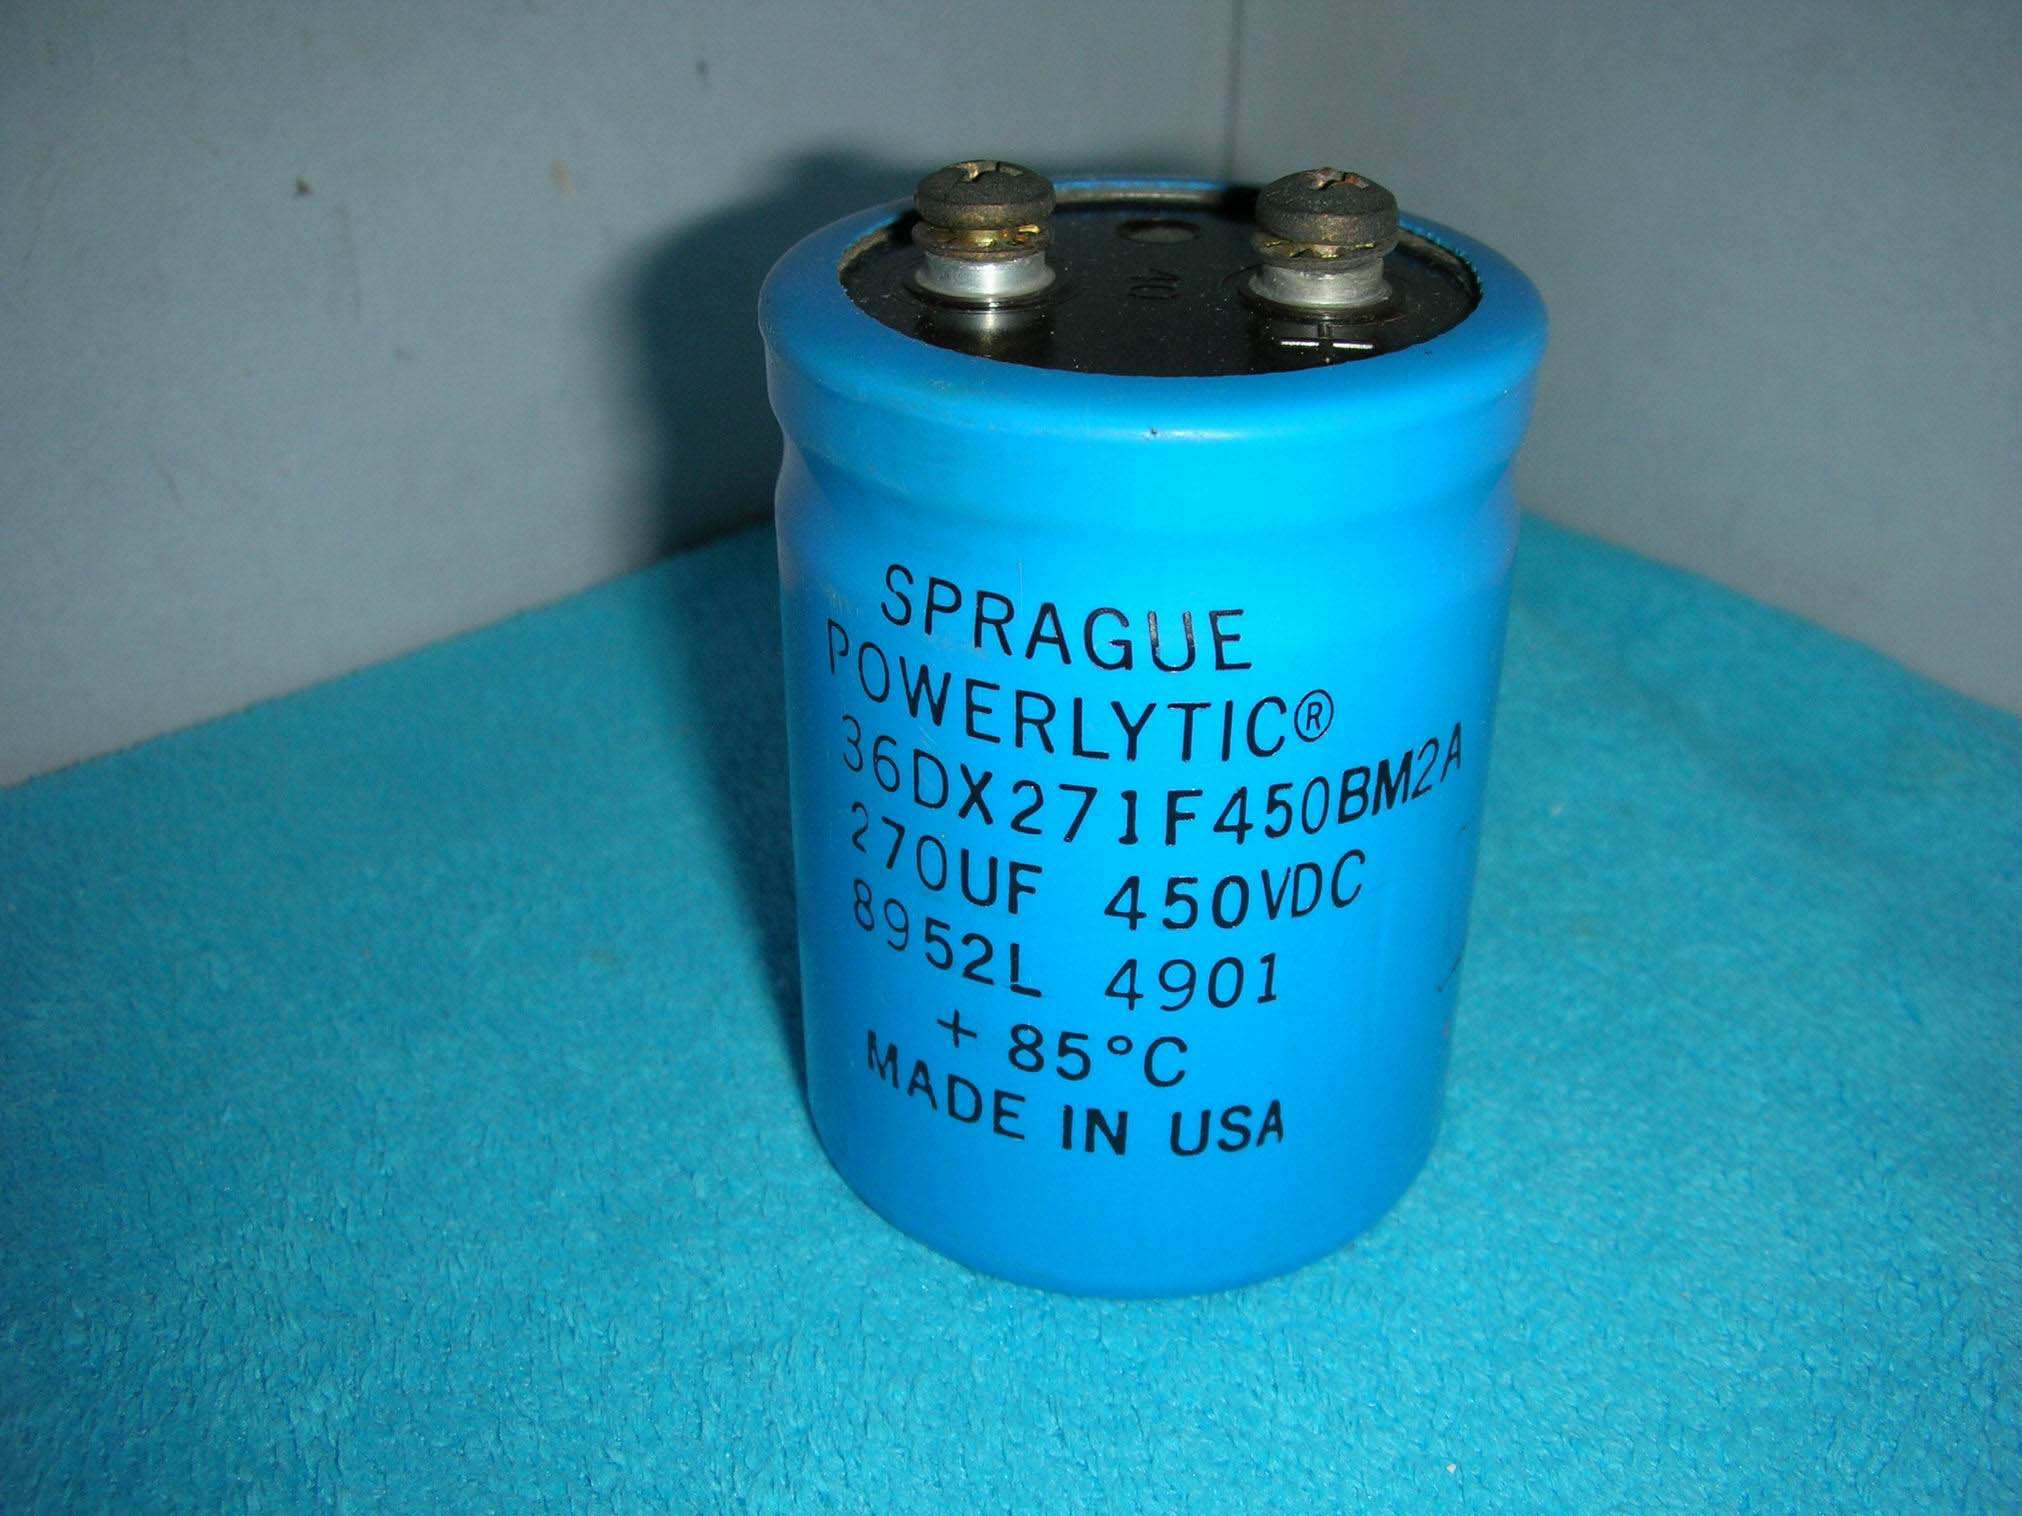 SPRAGUE
POWERLYTIC®
36DX271F450BM2A
270UF 450VDC
8952L 4901
+85°C
MADE IN USA
+